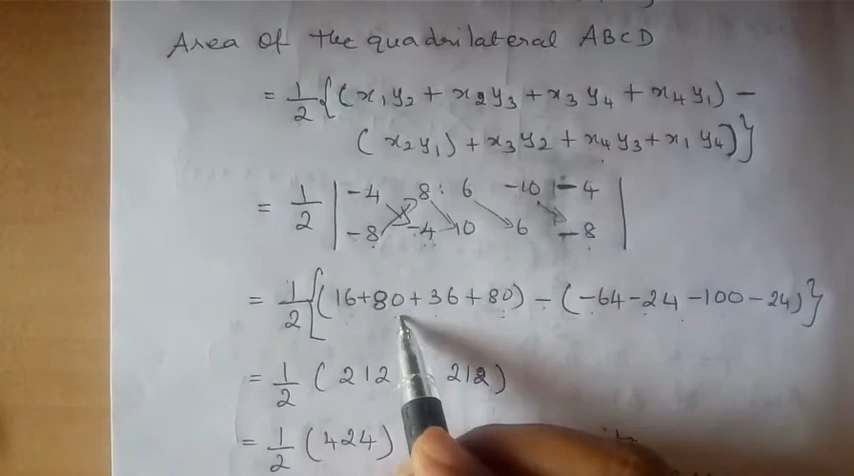 Area of the quadrilateral ABCD
= 1/2 {(x₁y₂ + x₂y₃ + x₃y₄ + x₄y₁) -
(x₂y₁) + x₃y₂ + x₄y₃ + x₁y₄)}
= 1/2 | -4 8 6 -10 -4 |
-8 -4 10 6 -8
= 1/2 {(16+80+36+80) - (-64-24-100-24)}
= 1/2 (212 212)
= 1/2 (424)